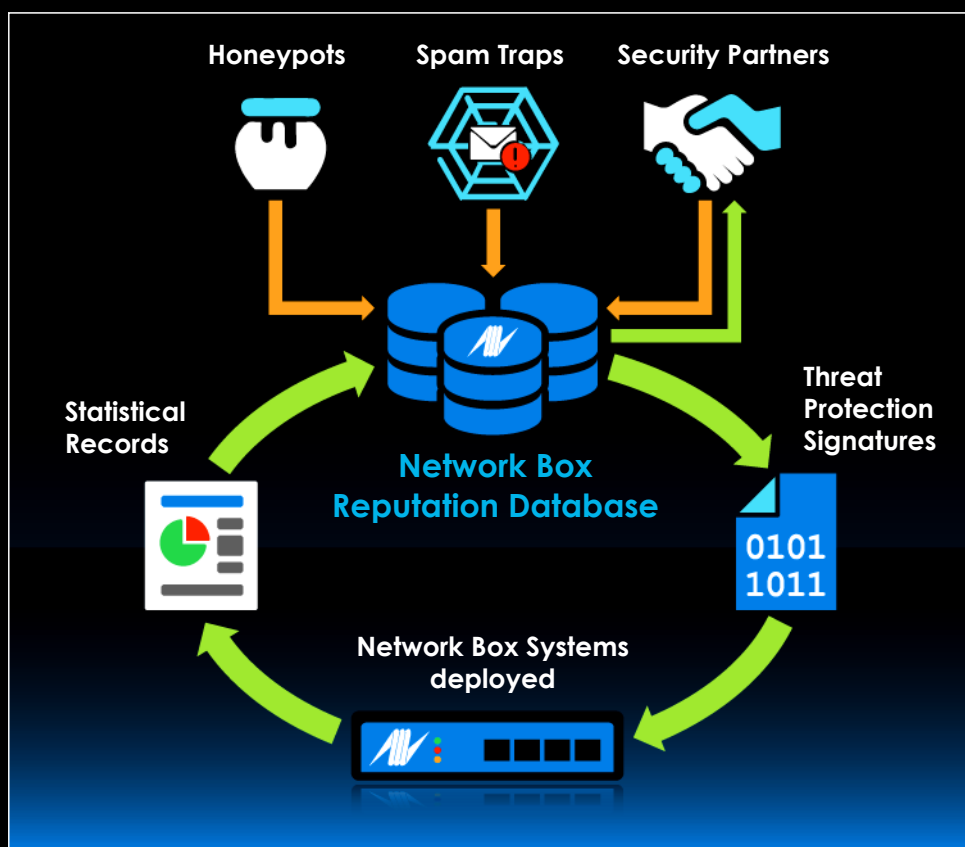 Honeypots
Spam Traps
Security Partners
Threat
Protection
Signatures
Statistical
Records
Network Box
Reputation Database
0101
1011
Network Box Systems
deployed